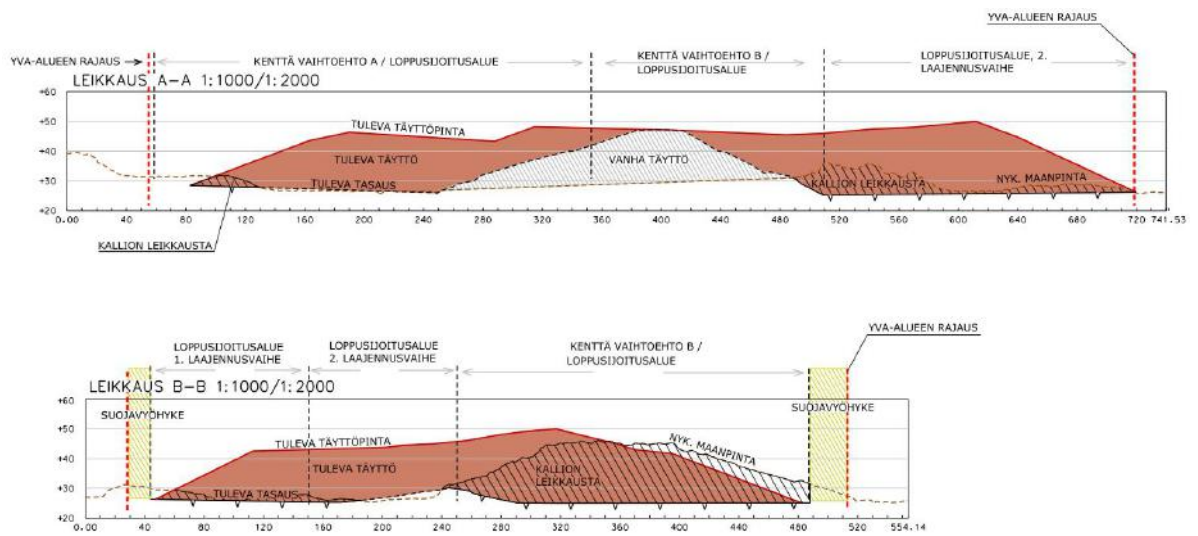 YVA-ALUEEN RAJAUS
YVA-ALUEEN RAJAUS
KENTTÄ VAIHTOEHTO A / LOPPUSIJOITUSALUE
KENTTÄ VAIHTOEHTO B /
LOPPUSIJOITUSALUE
LOPPUSIJOITUSALUE, 2.
LAAJENNUSVAIHE
LEIKKAUS A-A 1:1000/1:2000
+60
+50
+40
+30
+20
TULEVA TÄYTTÖPINTA
TULEVA TÄYTTÖ
VANHA TÄYTTÖ
TULEVA TASAUS
KALLION LEIKKAUSTA
NYK. MAANPINTA
0.00 40 80 120 160 200 240 280 320 360 400 440 480 520 560 600 640 680 720 741.53
KALLION LEIKKAUSTA
YVA-ALUEEN RAJAUS
LOPPUSIJOITUSALUE
1. LAAJENNUSVAIHE
LOPPUSIJOITUSALUE
2. LAAJENNUSVAIHE
KENTTÄ VAIHTOEHTO B /
LOPPUSIJOITUSALUE
LEIKKAUS B-B 1:1000/1:2000
+60
+50
+40
+30
+20
SUOJAVYÖHYKE
SUOJAVYÖHYKE
TULEVA TÄYTTÖPINTA
NYK. MAANPINTA
TULEVA TÄYTTÖ
KALLION
LEIKKAUSTA
TULEVA TASAUS
0.00 40 80 120 160 200 240 280 320 360 400 440 480 520 554.14